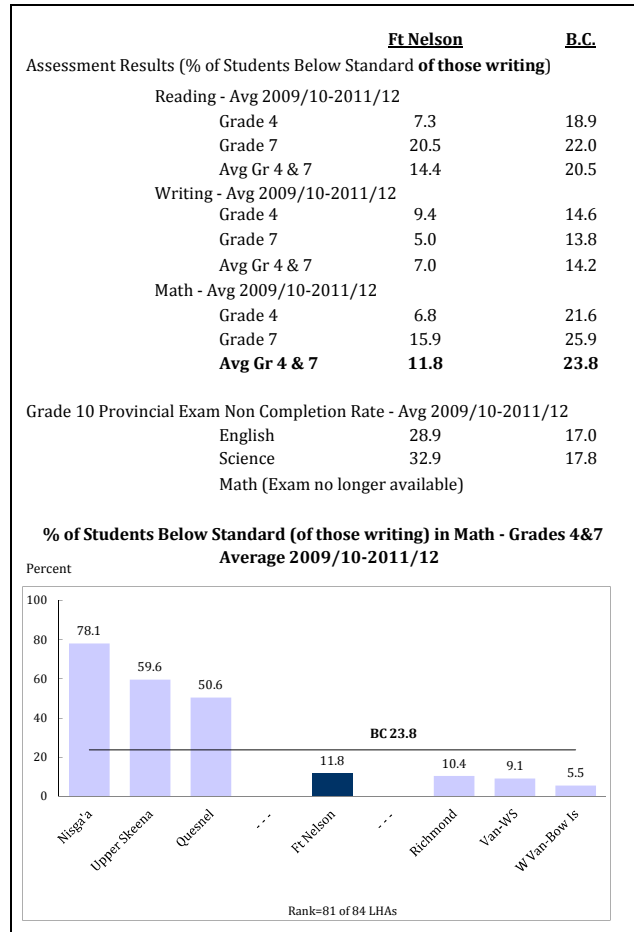 Ft Nelson B.C.
Assessment Results (% of Students Below Standard of those writing)
Reading - Avg 2009/10-2011/12
Grade 4 7.3 18.9
Grade 7 20.5 22.0
Avg Gr 4 & 7 14.4 20.5
Writing - Avg 2009/10-2011/12
Grade 4 9.4 14.6
Grade 7 5.0 13.8
Avg Gr 4 & 7 7.0 14.2
Math - Avg 2009/10-2011/12
Grade 4 6.8 21.6
Grade 7 15.9 25.9
Avg Gr 4 & 7 11.8 23.8
Grade 10 Provincial Exam Non Completion Rate - Avg 2009/10-2011/12
English 28.9 17.0
Science 32.9 17.8
Math (Exam no longer available)
% of Students Below Standard (of those writing) in Math - Grades 4&7
Average 2009/10-2011/12
Percent
100
80
60
40
20
0
78.1
59.6
50.6
BC 23.8
11.8
10.4
9.1
5.5
Nisga'a
Upper Skeena
Quesnel
- - -
Ft Nelson
- - -
Richmond
Van-WS
W Van-Bow Is
Rank=81 of 84 LHAs